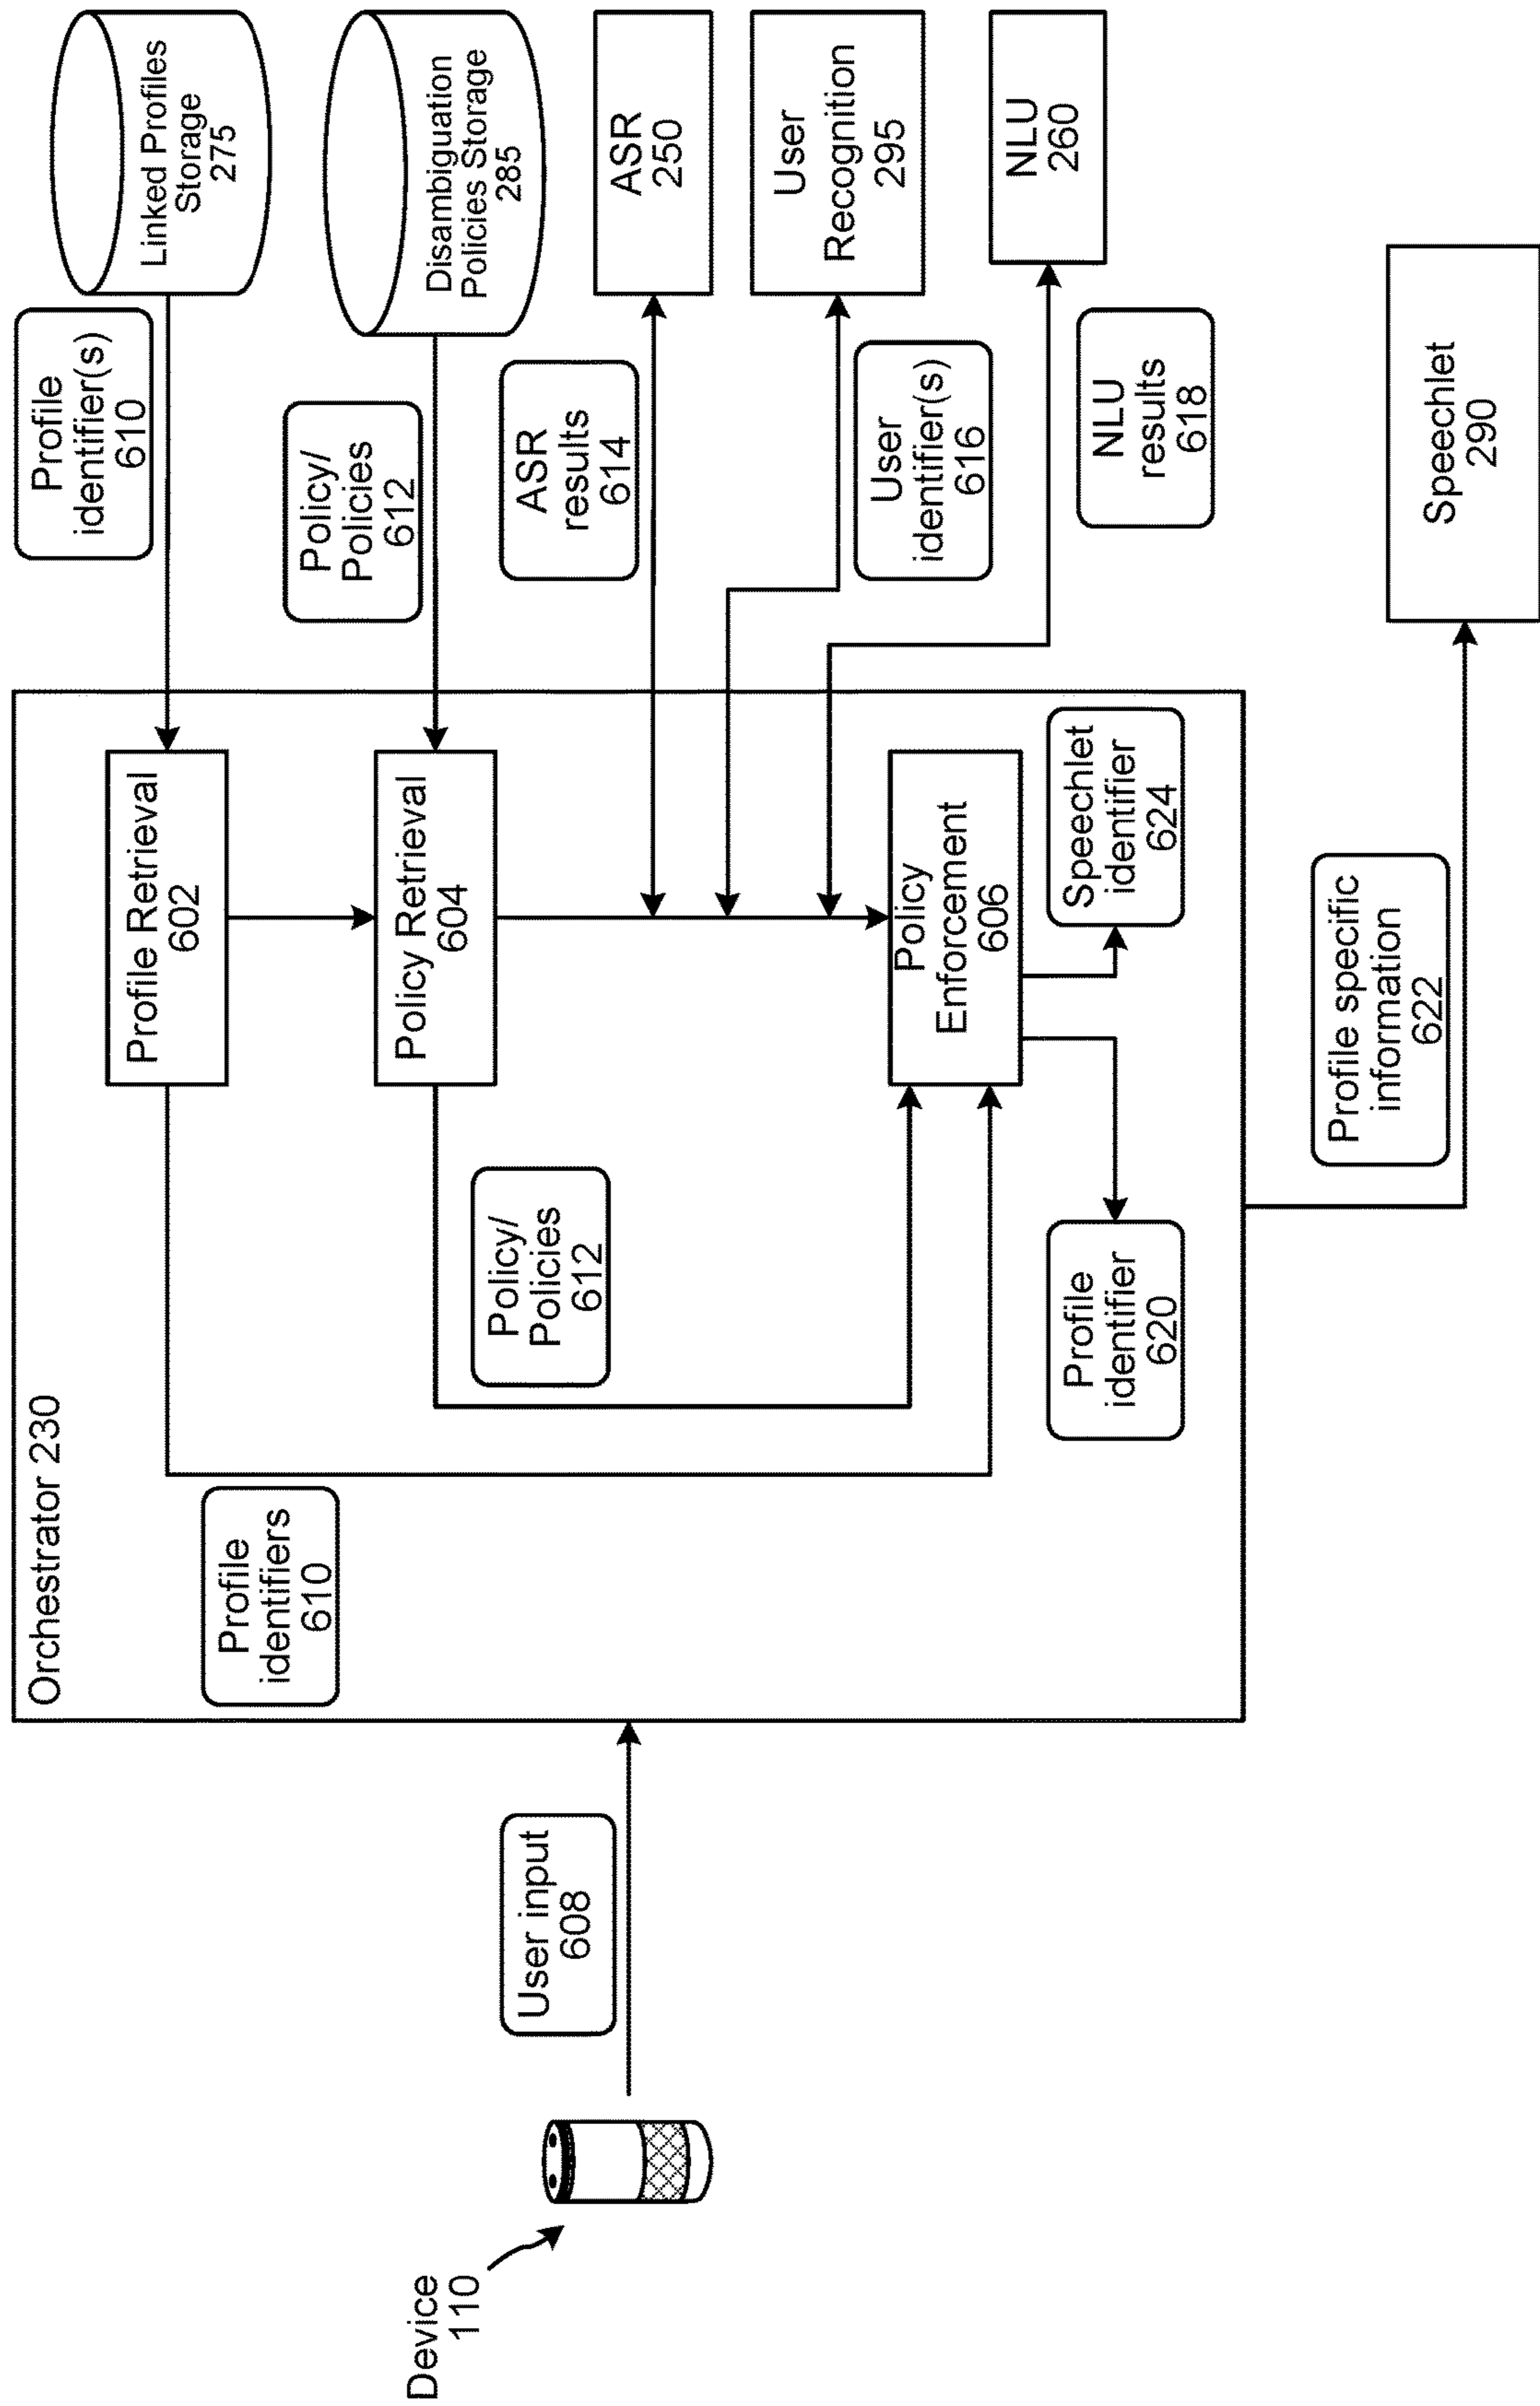 Orchestrator 230
Device
110
User input
608
Profile
identifiers
610
Profile Retrieval
602
Profile
identifier(s)
610
Linked Profiles
Storage
275
Policy/
Policies
612
Policy Retrieval
604
Policy/
Policies
612
Disambiguation
Policies Storage
285
ASR
results
614
ASR
250
User
identifier(s)
616
User
Recognition
295
NLU
results
618
NLU
260
Policy
Enforcement
606
Profile
identifier
620
Speechlet
identifier
624
Profile specific
information
622
Speechlet
290